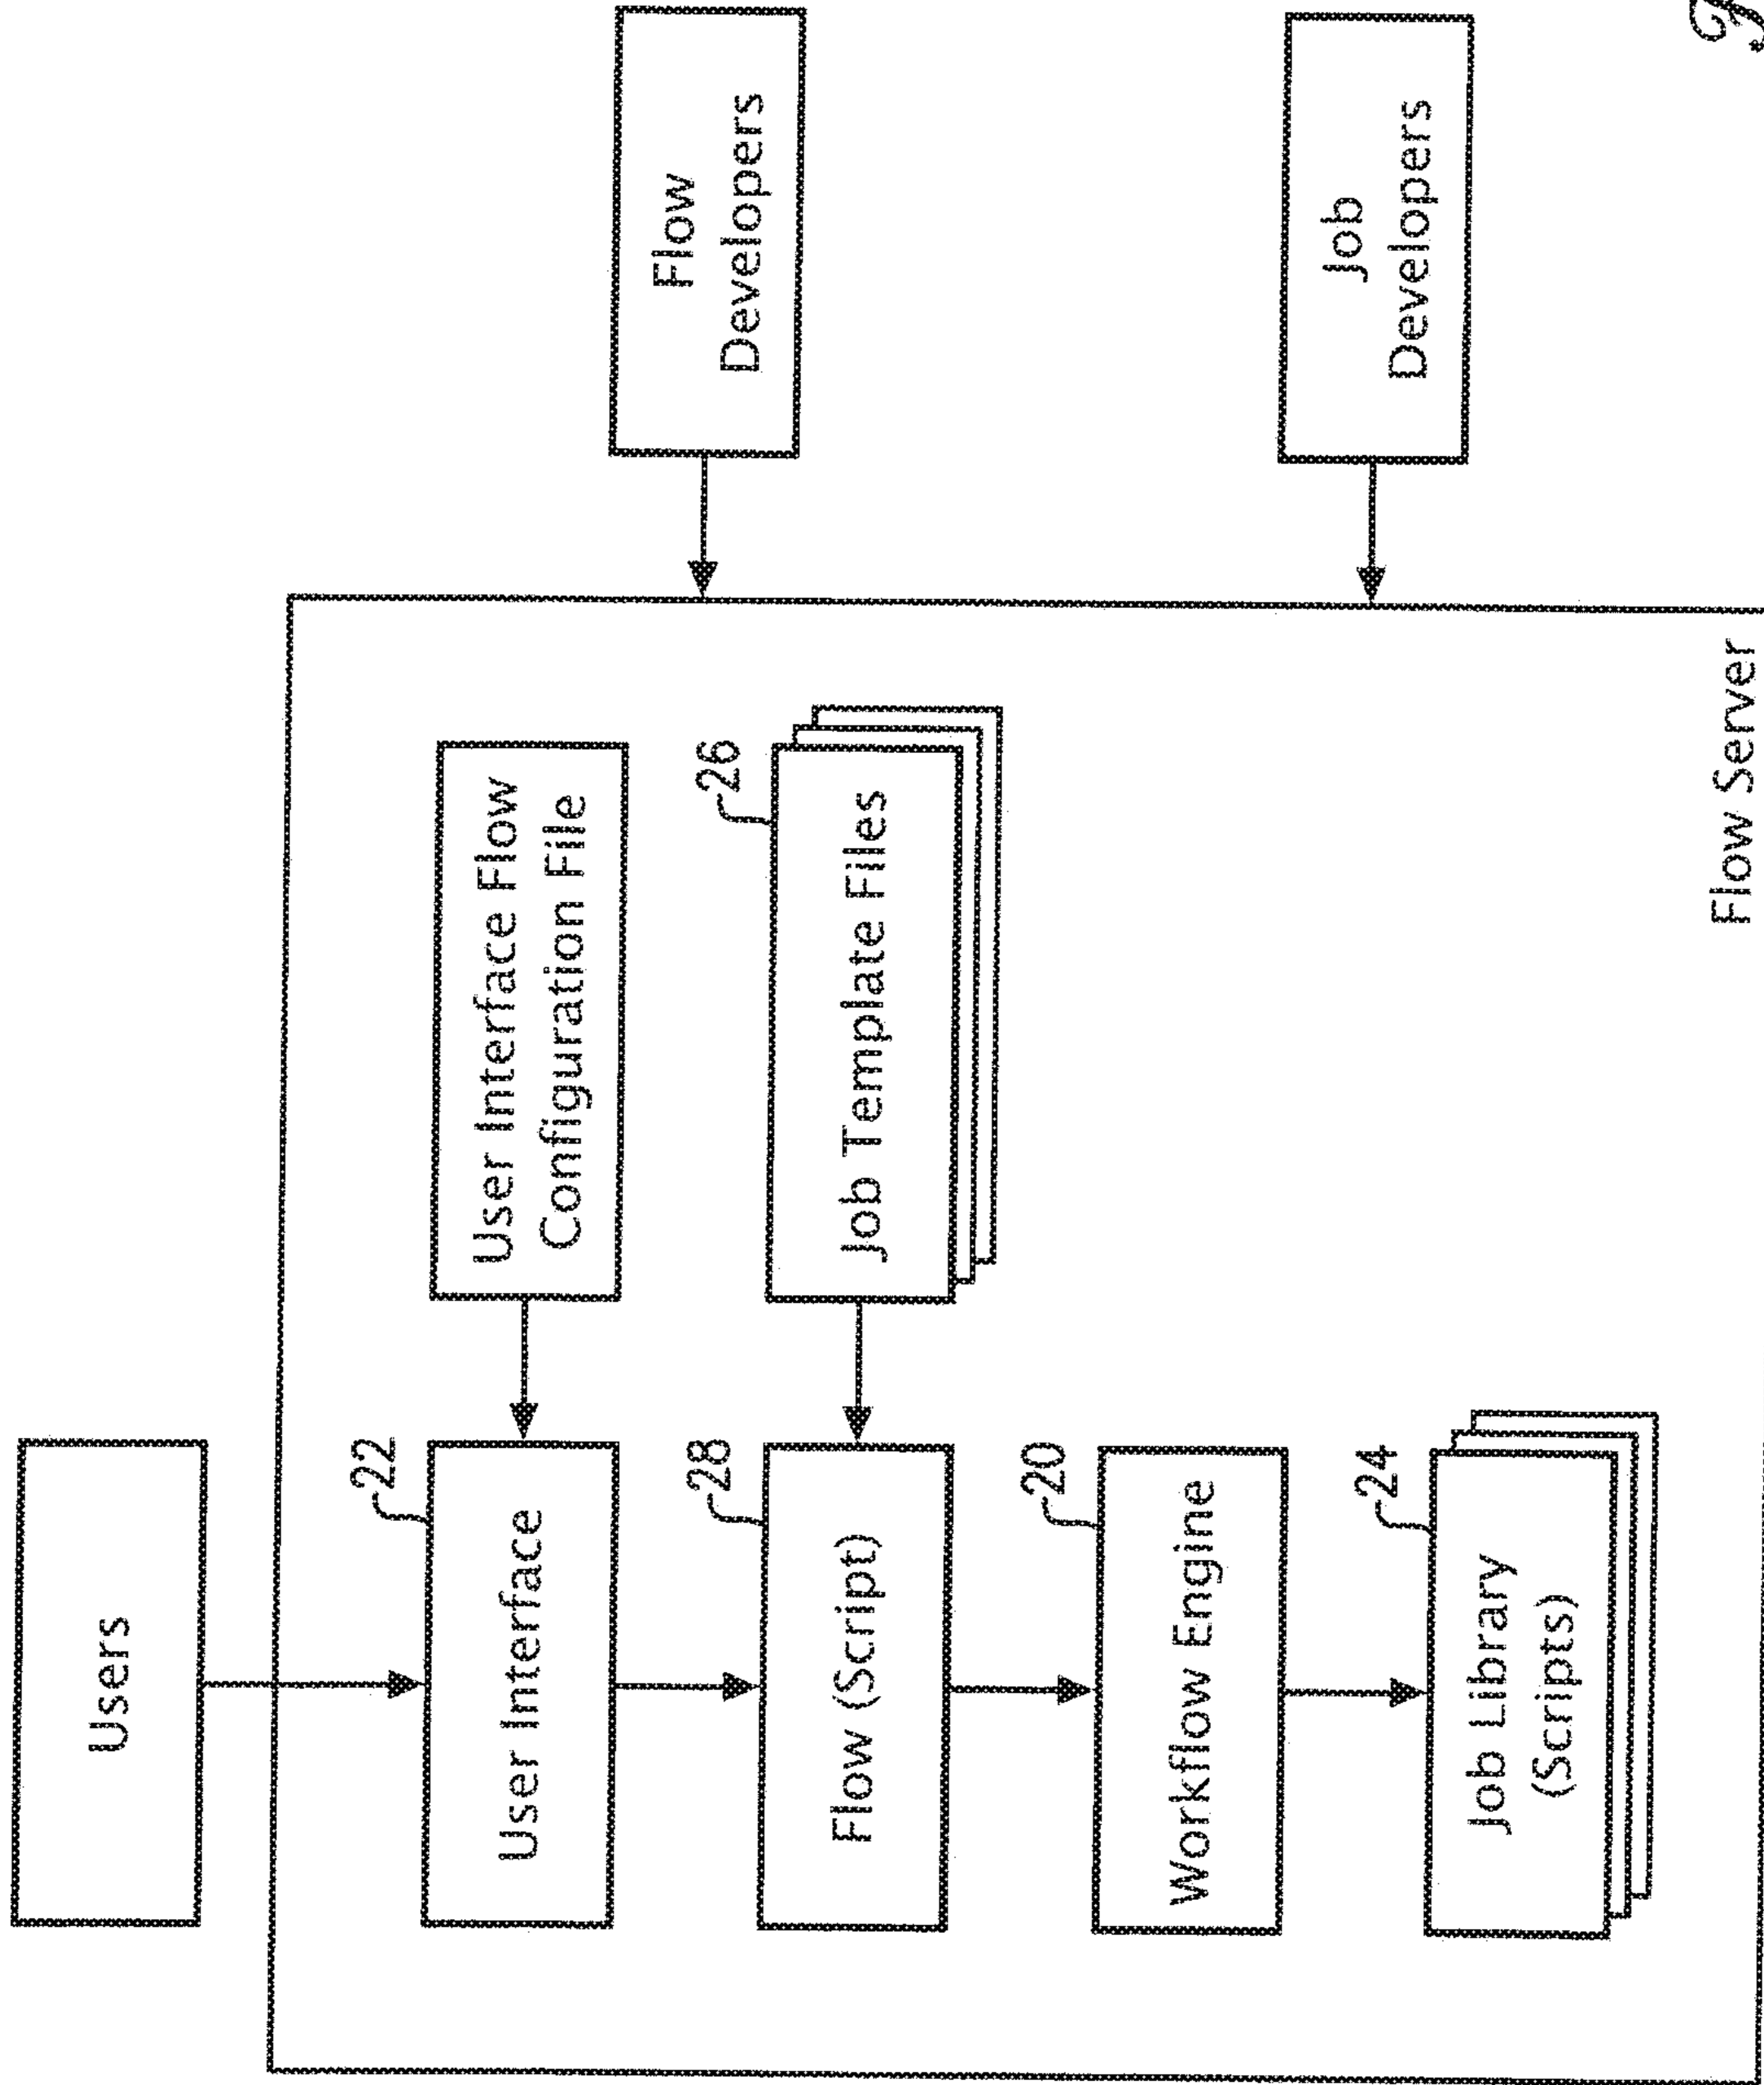 Users
22
User Interface
User Interface Flow
Configuration File
Flow
Developers
28
Flow (Script)
26
Job Template Files
20
Workflow Engine
24
Job Library
(Scripts)
Job
Developers
Flow Server